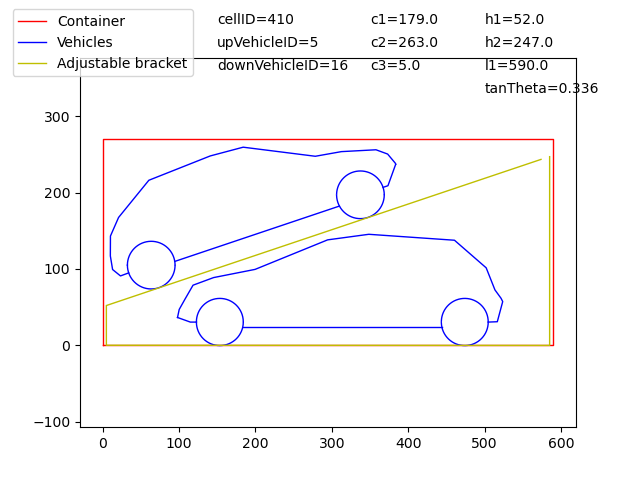 Container
Vehicles
Adjustable bracket
cellID=410
upVehicleID=5
downVehicleID=16
c1=179.0
c2=263.0
c3=5.0
h1=52.0
h2=247.0
l1=590.0
tanTheta=0.336
300
200
100
0
−100
0 100 200 300 400 500 600